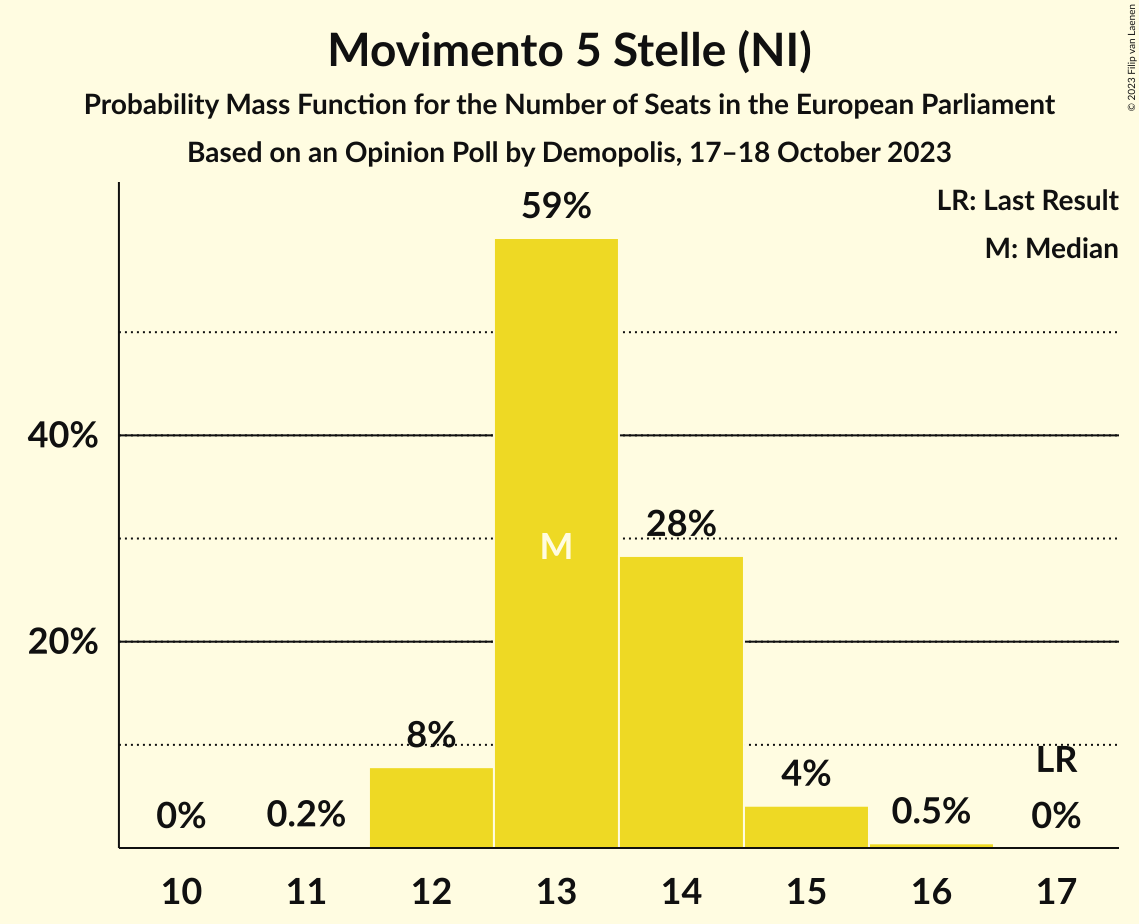 Movimento 5 Stelle (NI)
Probability Mass Function for the Number of Seats in the European Parliament
Based on an Opinion Poll by Demopolis, 17–18 October 2023
© 2023 Filip van Laenen
LR: Last Result
M: Median
59%
40%
28%
M
20%
8%
4%
LR
0%
0.2%
0.5%
0%
10 11 12 13 14 15 16 17